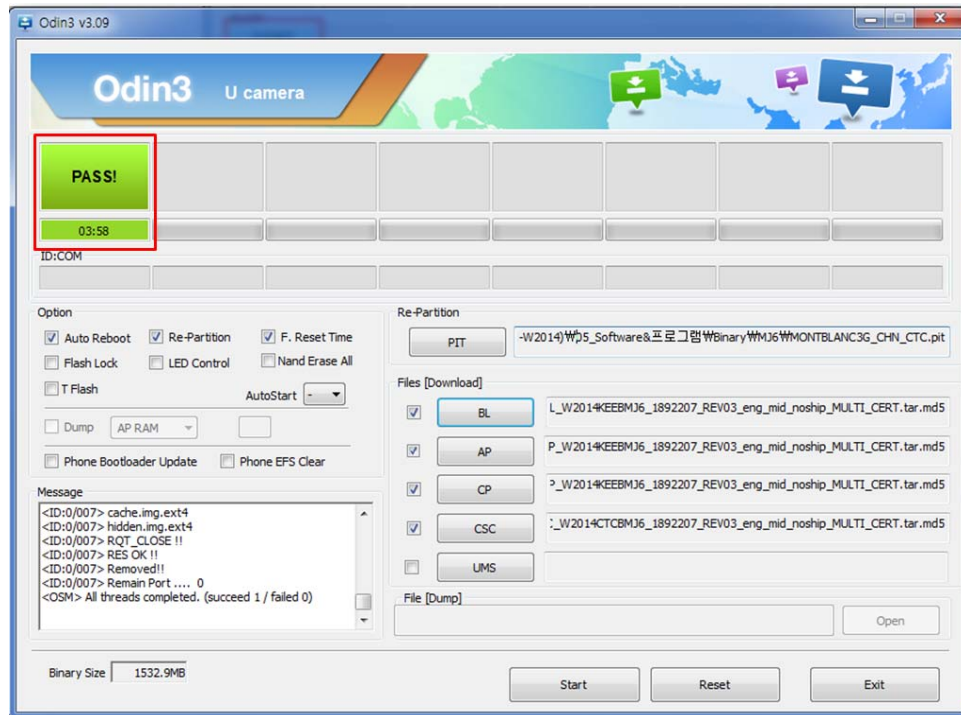 Odin3 v3.09
Odin3 U camera
PASS!
03:58
ID:COM
Option
Auto Reboot Re-Partition F. Reset Time
Flash Lock LED Control Nand Erase All
T Flash AutoStart -
Dump AP RAM
Phone Bootloader Update Phone EFS Clear
Message
<ID:0/007> cache.img.ext4
<ID:0/007> hidden.img.ext4
<ID:0/007> RQT_CLOSE !!
<ID:0/007> RES OK !!
<ID:0/007> Removed!!
<ID:0/007> Remain Port .... 0
<OSM> All threads completed. (succeed 1 / failed 0)
Binary Size 1532.9MB
Re-Partition
PIT -W2014)₩05_Software&프로그램₩Binary₩MJ6₩MONTBLANC3G_CHN_CTC.pit
Files [Download]
BL L_W2014KEEBMJ6_1892207_REV03_eng_mid_noship_MULTI_CERT.tar.md5
AP P_W2014KEEBMJ6_1892207_REV03_eng_mid_noship_MULTI_CERT.tar.md5
CP P_W2014KEEBMJ6_1892207_REV03_eng_mid_noship_MULTI_CERT.tar.md5
CSC :_W2014CTCBMJ6_1892207_REV03_eng_mid_noship_MULTI_CERT.tar.md5
UMS
File [Dump]
Open
Start Reset Exit